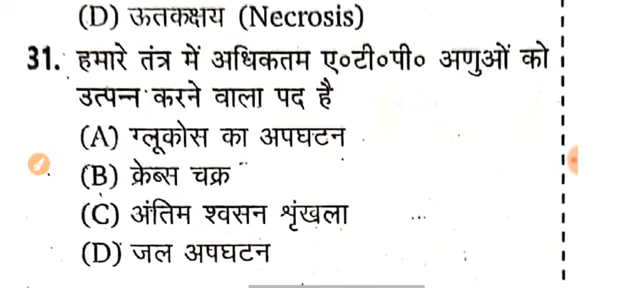 (D) ऊतकक्षय (Necrosis)
31. हमारे तंत्र में अधिकतम ए०टी०पी० अणुओं को
उत्पन्न करने वाला पद है
(A) ग्लूकोस का अपघटन
(B) क्रेब्स चक्र
(C) अंतिम श्वसन शृंखला
(D) जल अपघटन